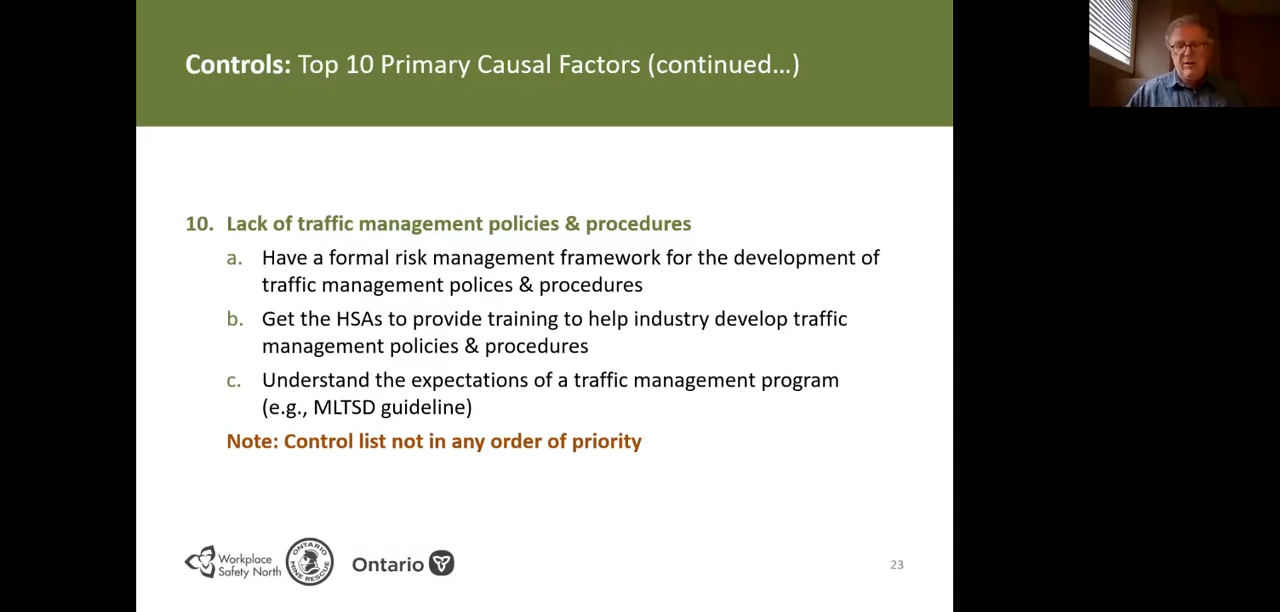 Controls: Top 10 Primary Causal Factors (continued...)
10. Lack of traffic management policies & procedures
a. Have a formal risk management framework for the development of
traffic management polices & procedures
b. Get the HSAs to provide training to help industry develop traffic
management policies & procedures
c. Understand the expectations of a traffic management program
(e.g., MLTSD guideline)
Note: Control list not in any order of priority
Workplace
Safety North
ONTARIO
MINE RESCUE
Ontario
23